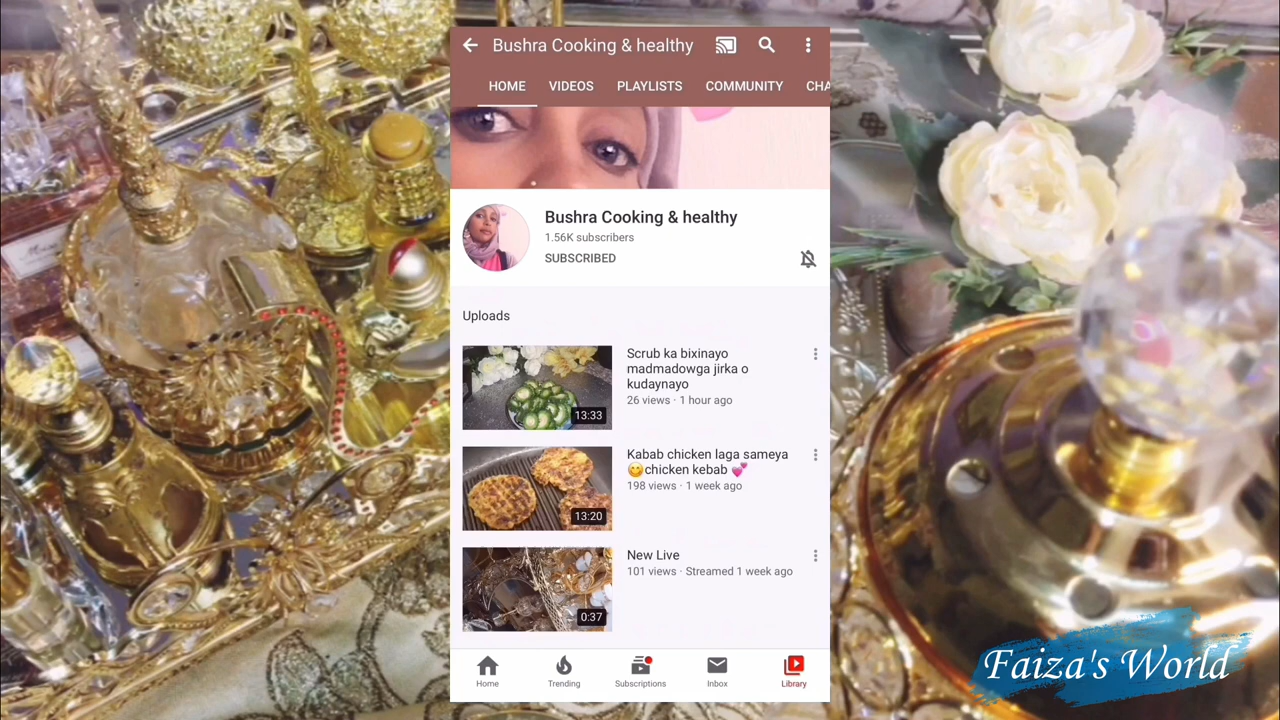 Bushra Cooking & healthy
HOME VIDEOS PLAYLISTS COMMUNITY CHA
Bushra Cooking & healthy
1.56K subscribers
SUBSCRIBED
Uploads
Scrub ka bixinayo
madmadowga jirka o
kudaynayo
26 views · 1 hour ago
13:33
Kabab chicken laga sameya
😋chicken kebab 💕
198 views · 1 week ago
13:20
New Live
101 views · Streamed 1 week ago
0:37
Home Trending Subscriptions Inbox Library
Faiza's World